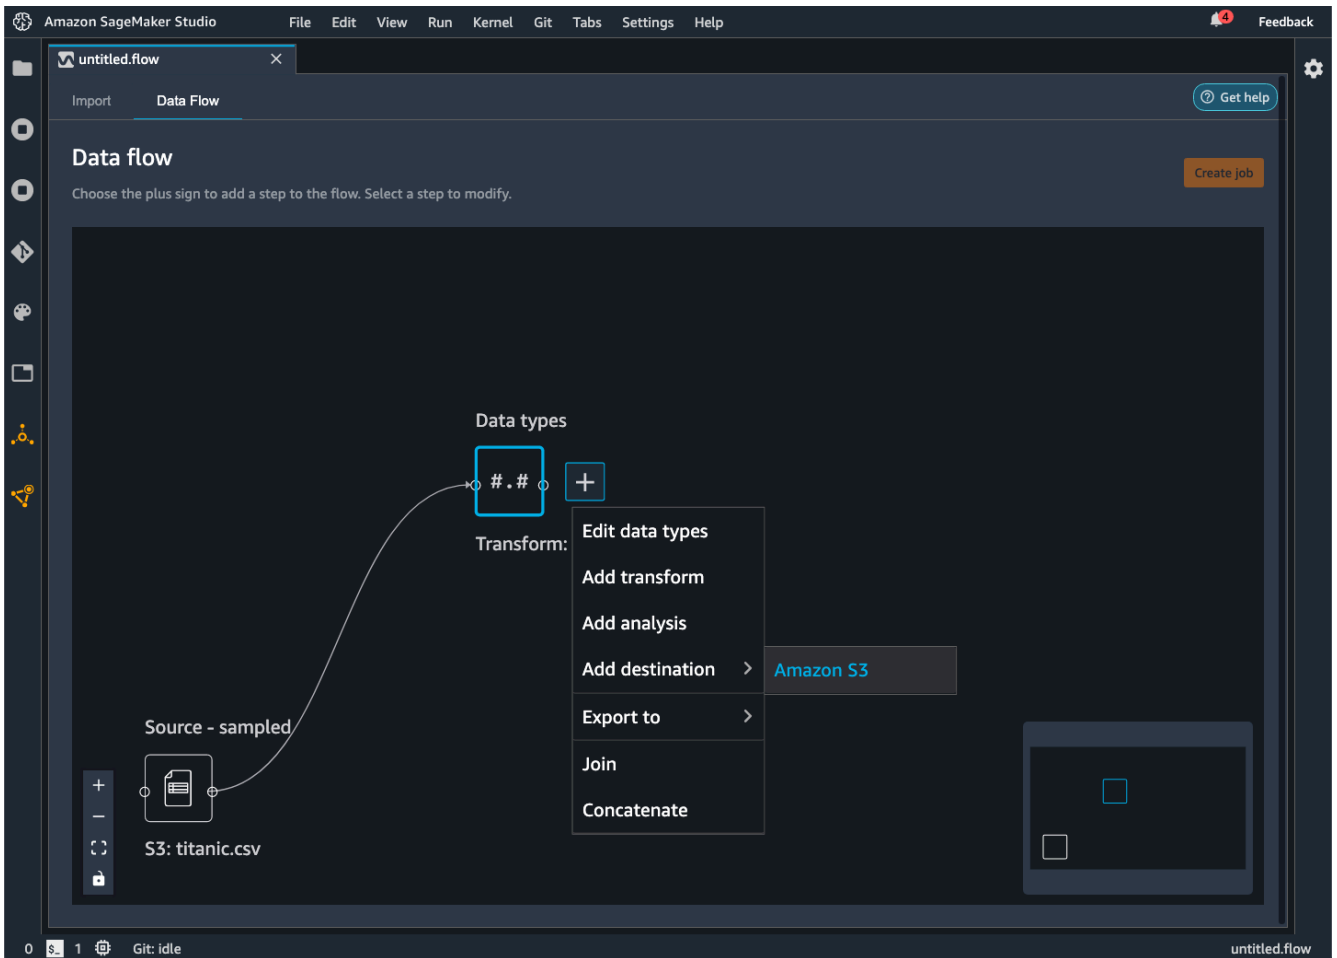 Amazon SageMaker Studio File Edit View Run Kernel Git Tabs Settings Help 4 Feedback
untitled.flow
Import Data Flow
Get help
Data flow
Create job
Choose the plus sign to add a step to the flow. Select a step to modify.
Data types
#.#
Transform:
Edit data types
Add transform
Add analysis
Add destination
Amazon S3
Export to
Join
Concatenate
Source - sampled
S3: titanic.csv
0 $_ 1 Git: idle untitled.flow